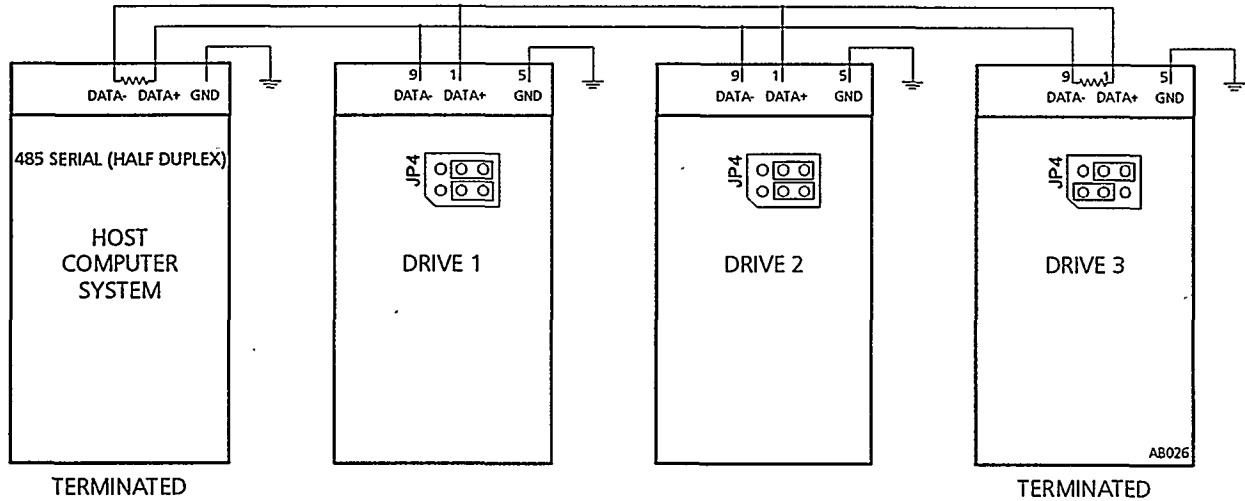 DATA- DATA+ GND
485 SERIAL (HALF DUPLEX)
HOST
COMPUTER
SYSTEM
TERMINATED
9 1 5
DATA- DATA+ GND
JP4
DRIVE 1
9 1 5
DATA- DATA+ GND
JP4
DRIVE 2
9 1 5
DATA- DATA+ GND
JP4
DRIVE 3
AB026
TERMINATED